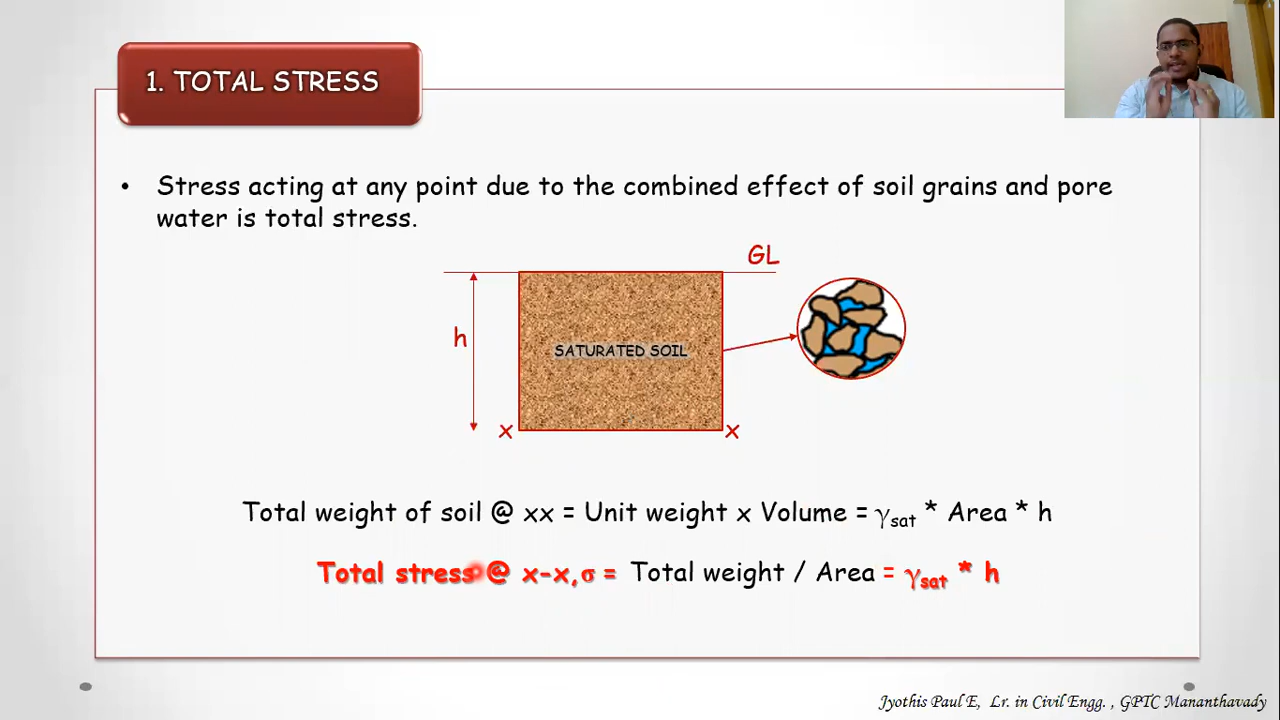 1. TOTAL STRESS
• Stress acting at any point due to the combined effect of soil grains and pore
water is total stress.
GL
h
SATURATED SOIL
x x
Total weight of soil @ xx = Unit weight x Volume = γsat * Area * h
Total stress @ x-x, σ = Total weight / Area = γsat * h
Jyothis Paul E, Lr. in Civil Engg. , GPTC Mananthavady